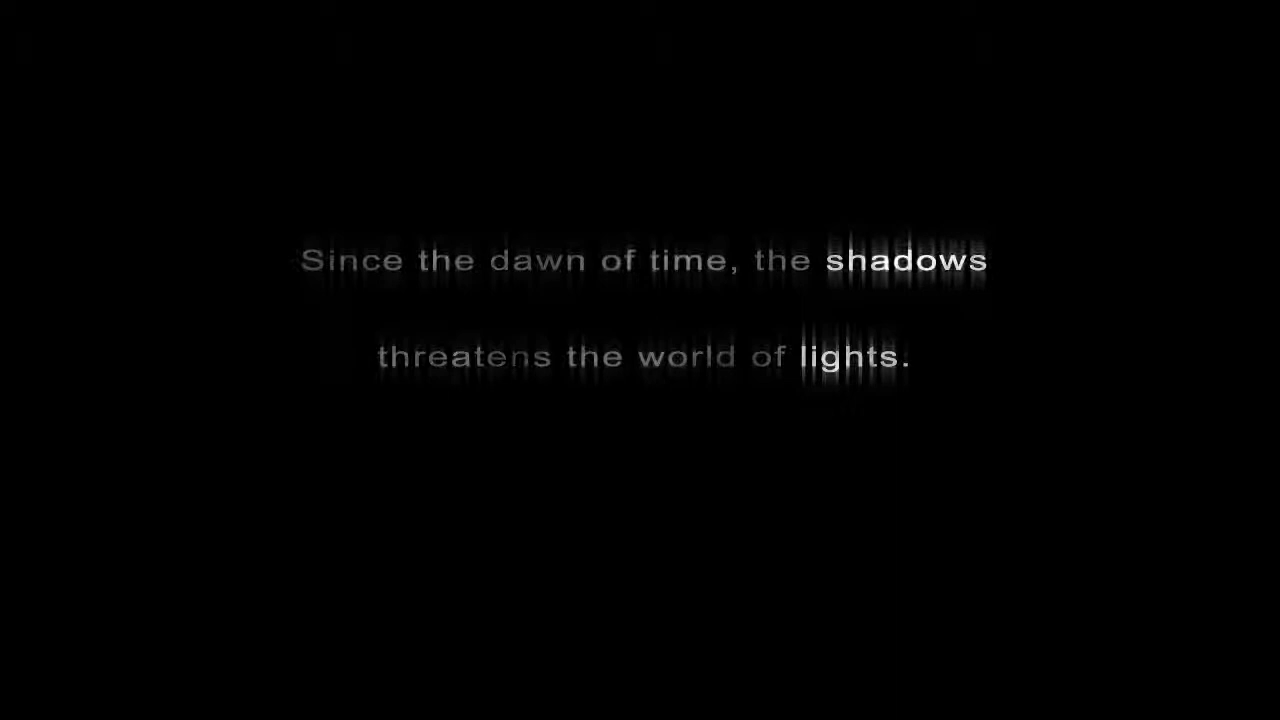 Since the dawn of time, the shadows
threatens the world of lights.